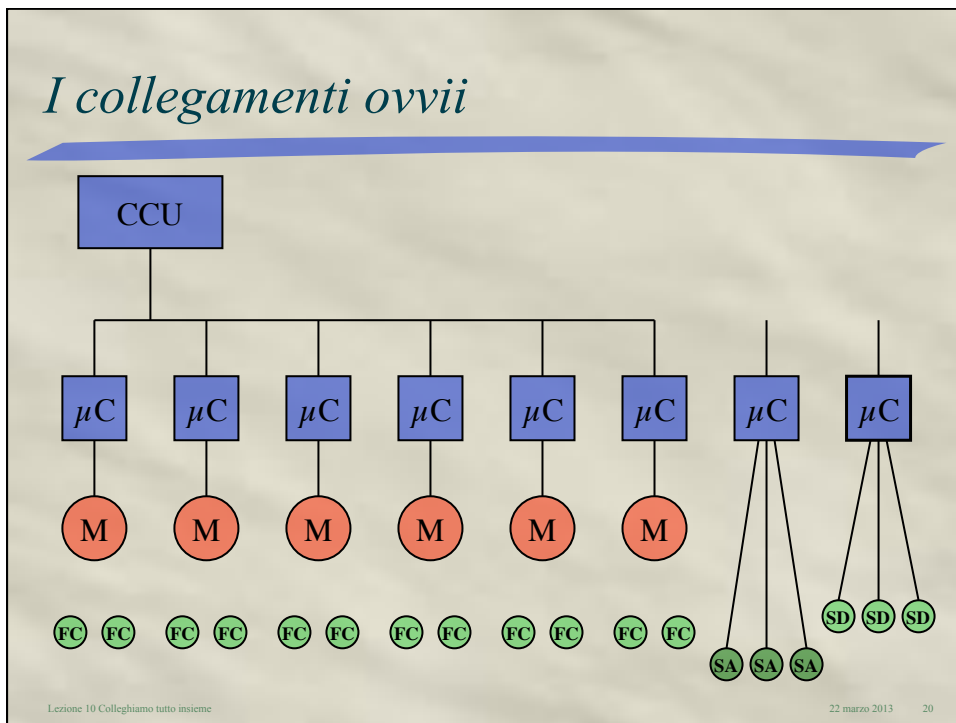 I collegamenti ovvii
CCU
µC µC µC µC µC µC µC µC
M M M M M M
SD SD SD
FC FC FC FC FC FC FC FC FC FC FC FC
SA SA SA
Lezione 10 Colleghiamo tutto insieme 22 marzo 2013 20